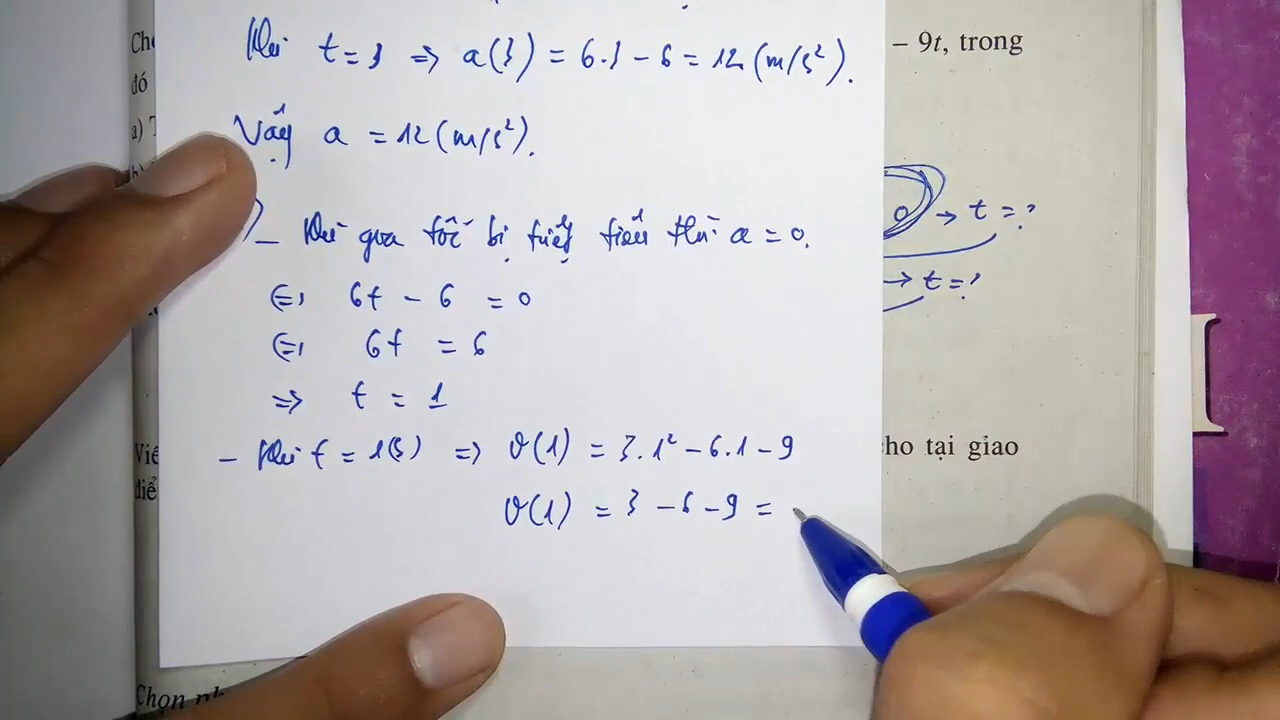 Khi t = 3 => a(3) = 6.3 - 6 = 12 (m/s²).
– 9t, trong
đó
Vậy a = 12 (m/s²).
a)
→ t = ?
- Khi gia tốc bị triệt tiêu thì a = 0.
→ t = ?
<=> 6t - 6 = 0
<=> 6t = 6
=> t = 1
- Khi t = 1(s) => v(1) = 3.1² - 6.1 - 9
cho tại giao
v(1) = 3 - 6 - 9 =
Chọn